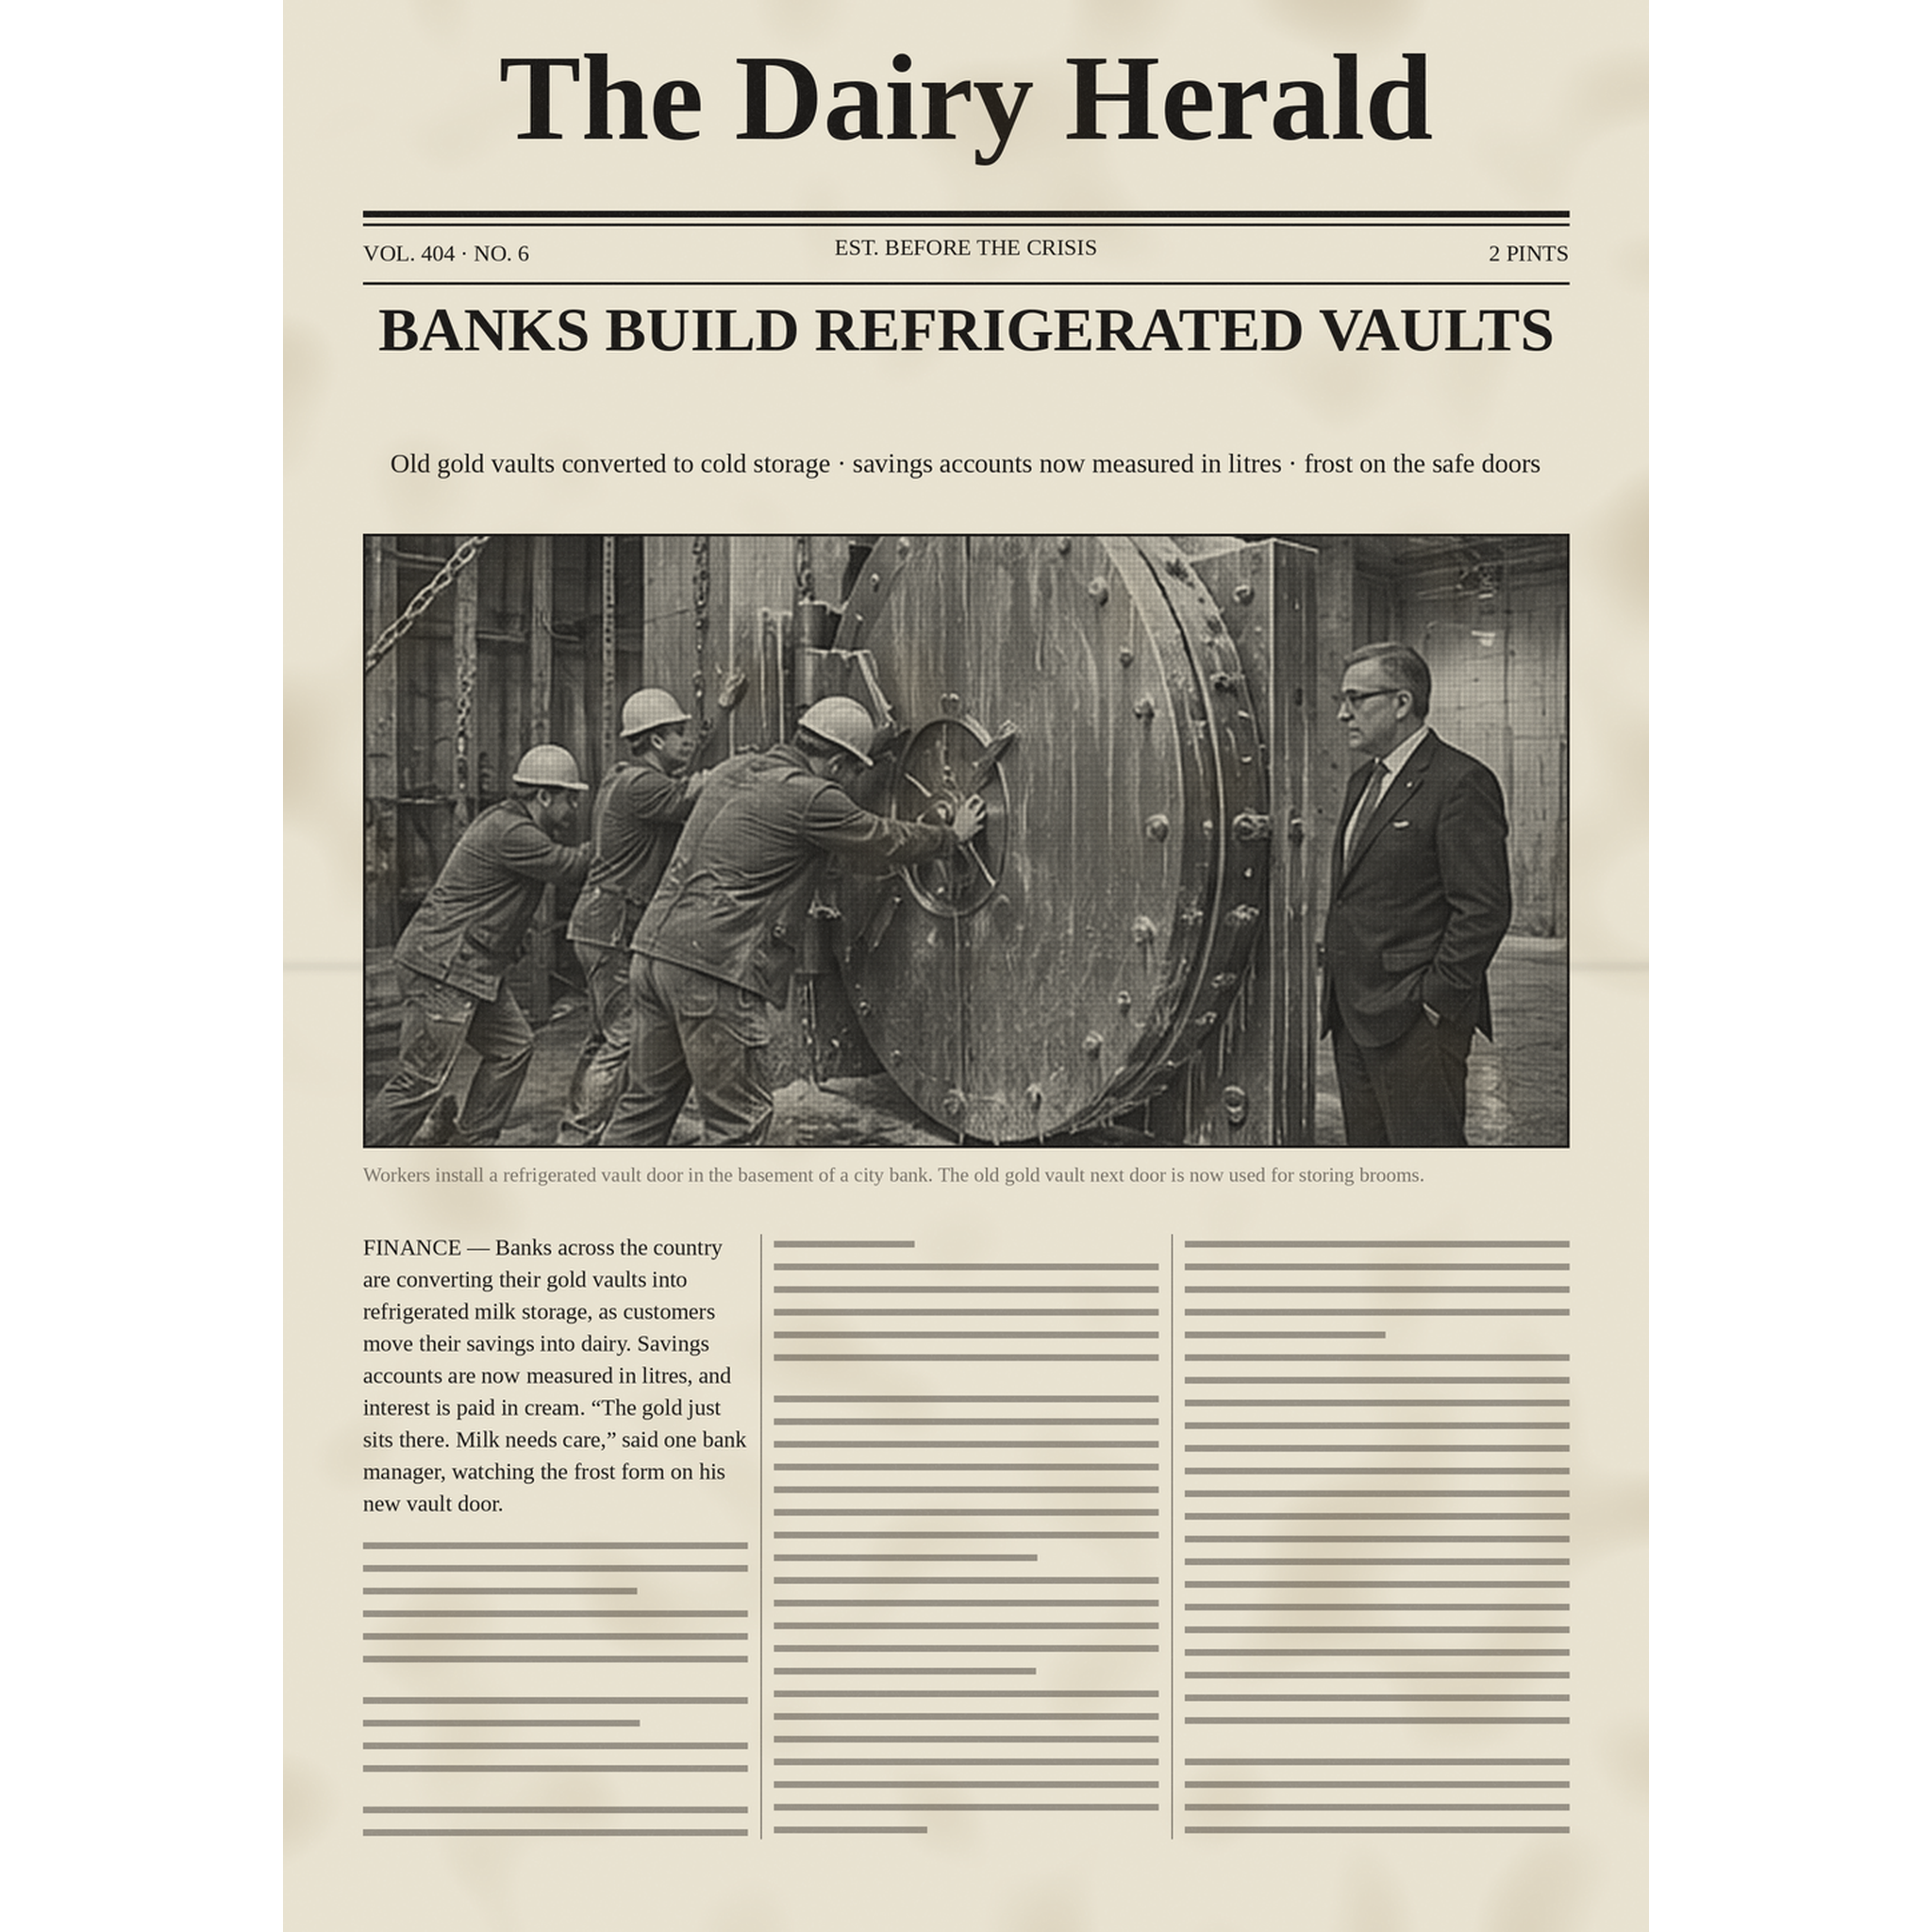 The Dairy Herald
VOL. 404 · NO. 6
EST. BEFORE THE CRISIS
2 PINTS
BANKS BUILD REFRIGERATED VAULTS
Old gold vaults converted to cold storage · savings accounts now measured in litres · frost on the safe doors
Workers install a refrigerated vault door in the basement of a city bank. The old gold vault next door is now used for storing brooms.
FINANCE — Banks across the country
are converting their gold vaults into
refrigerated milk storage, as customers
move their savings into dairy. Savings
accounts are now measured in litres, and
interest is paid in cream. “The gold just
sits there. Milk needs care,” said one bank
manager, watching the frost form on his
new vault door.